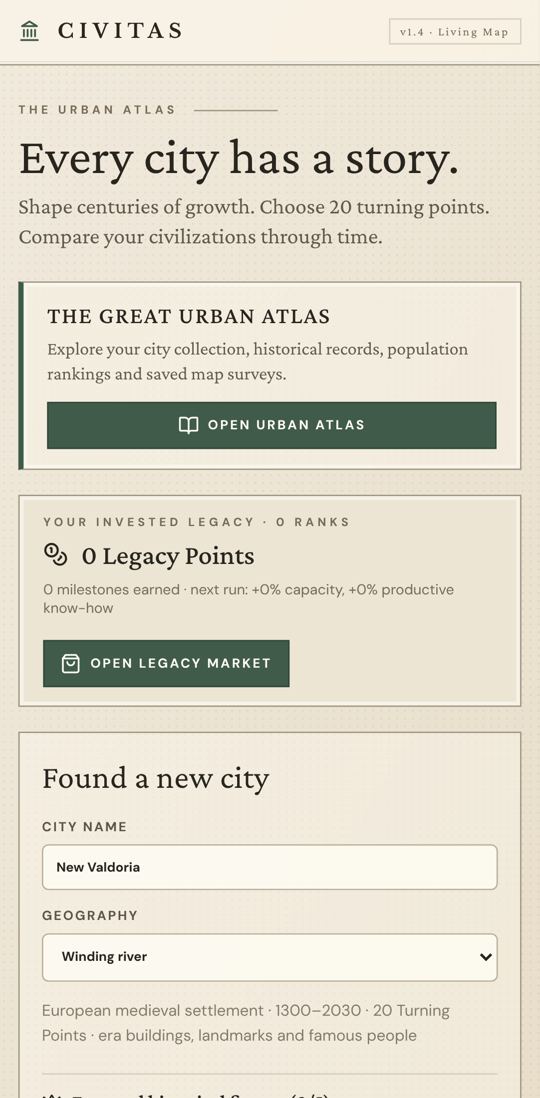 CIVITAS
v1.4 · Living Map
THE URBAN ATLAS
Every city has a story.
Shape centuries of growth. Choose 20 turning points.
Compare your civilizations through time.
THE GREAT URBAN ATLAS
Explore your city collection, historical records, population
rankings and saved map surveys.
OPEN URBAN ATLAS
YOUR INVESTED LEGACY · 0 RANKS
0 Legacy Points
0 milestones earned · next run: +0% capacity, +0% productive
know-how
OPEN LEGACY MARKET
Found a new city
CITY NAME
New Valdoria
GEOGRAPHY
Winding river
European medieval settlement · 1300–2030 · 20 Turning
Points · era buildings, landmarks and famous people